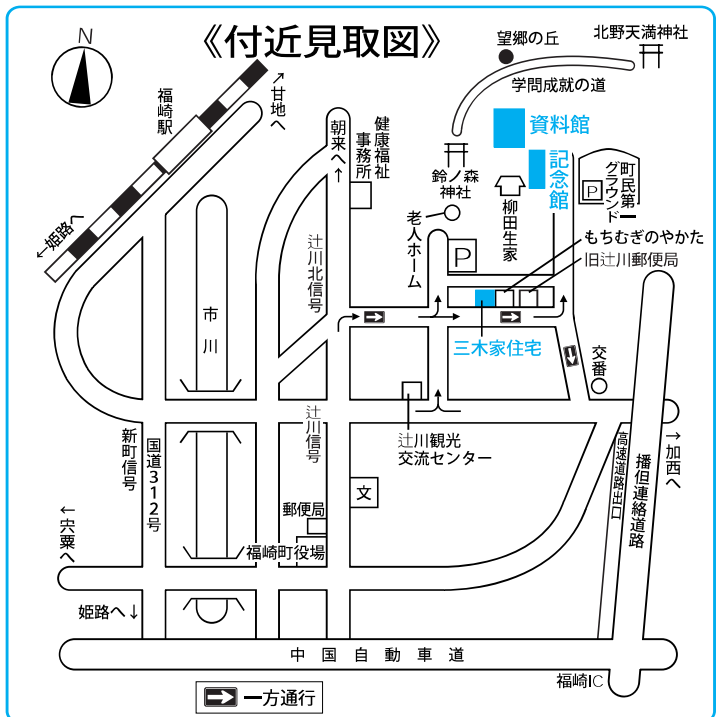 《付近見取図》
N
北野天満神社
望郷の丘
学問成就の道
↗甘地へ
福崎駅
←姫路へ
朝来へ→
健康福祉
事務所
資料館
記念館
鈴ノ森
神社
柳田生家
町民第一
グラウンド
P
老人ホーム
P
もちむぎのやかた
旧辻川郵便局
辻川北信号
市川
三木家住宅
交番
辻川信号
辻川観光
交流センター
新町信号
国道312号
高速道路出口
播但連絡道路
→加西へ
文
郵便局
福崎町役場
←宍粟へ
姫路へ↓
中国自動車道
福崎IC
一方通行